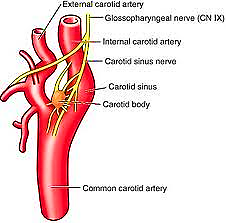 External carotid artery
Glossopharyngeal nerve (CN IX)
Internal carotid artery
Carotid sinus nerve
Carotid sinus
Carotid body
Common carotid artery